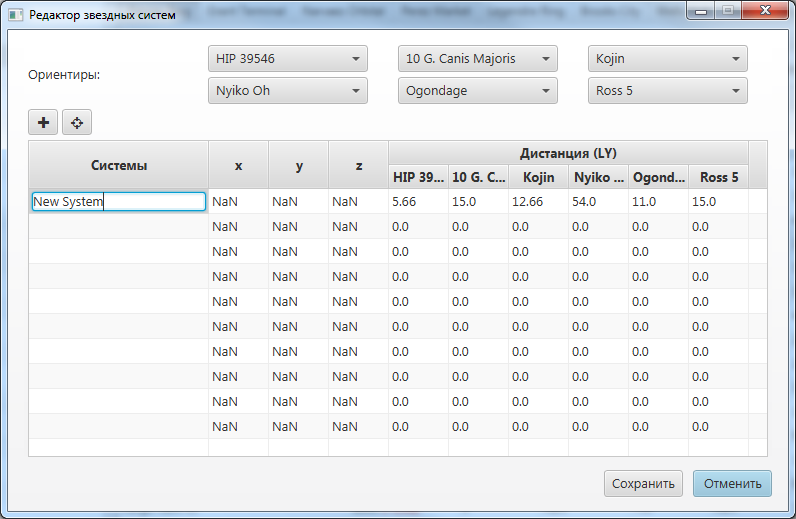 Редактор звездных систем
Ориентиры:
HIP 39546 10 G. Canis Majoris Kojin
Nyiko Oh Ogondage Ross 5
Системы x y z Дистанция (LY)
HIP 39... 10 G. C... Kojin Nyiko ... Ogond... Ross 5
New System NaN NaN NaN 5.66 15.0 12.66 54.0 11.0 15.0
NaN NaN NaN 0.0 0.0 0.0 0.0 0.0 0.0
NaN NaN NaN 0.0 0.0 0.0 0.0 0.0 0.0
NaN NaN NaN 0.0 0.0 0.0 0.0 0.0 0.0
NaN NaN NaN 0.0 0.0 0.0 0.0 0.0 0.0
NaN NaN NaN 0.0 0.0 0.0 0.0 0.0 0.0
NaN NaN NaN 0.0 0.0 0.0 0.0 0.0 0.0
NaN NaN NaN 0.0 0.0 0.0 0.0 0.0 0.0
NaN NaN NaN 0.0 0.0 0.0 0.0 0.0 0.0
NaN NaN NaN 0.0 0.0 0.0 0.0 0.0 0.0
Сохранить Отменить